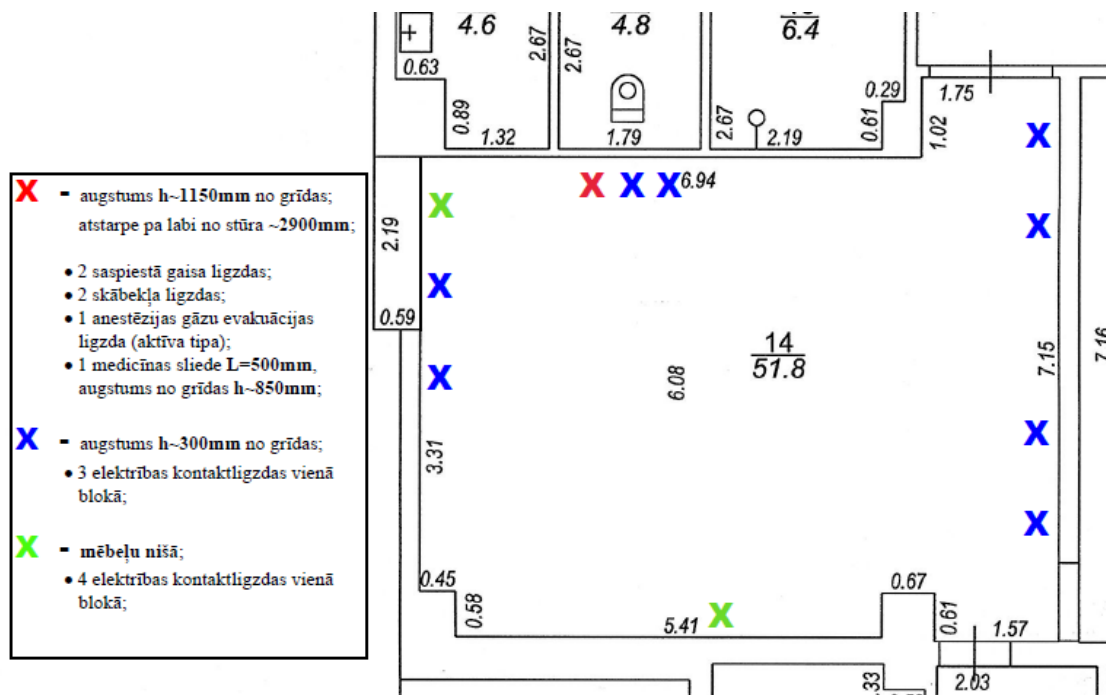 X - augstums h~1150mm no grīdas;
atstarpe pa labi no stūra ~2900mm;
• 2 saspiestā gaisa ligzdas;
• 2 skābekļa ligzdas;
• 1 anestēzijas gāzu evakuācijas
ligzda (aktīva tipa);
• 1 medicīnas sliede L=500mm,
augstums no grīdas h~850mm;
X - augstums h~300mm no grīdas;
• 3 elektrības kontaktligzdas vienā
blokā;
X - mēbeļu nišā;
• 4 elektrības kontaktligzdas vienā
blokā;
4.6
4.8
6.4
0.63
2.67
2.67
0.89
1.32
1.79
2.67
2.19
0.61
0.29
1.75
1.02
X
X X X 6.94
X
X
2.19
X
0.59
14
51.8
X
6.08
7.15
7.16
3.31
X
X
0.45
0.58
5.41
X
0.67
0.61
1.57
.33
2.03